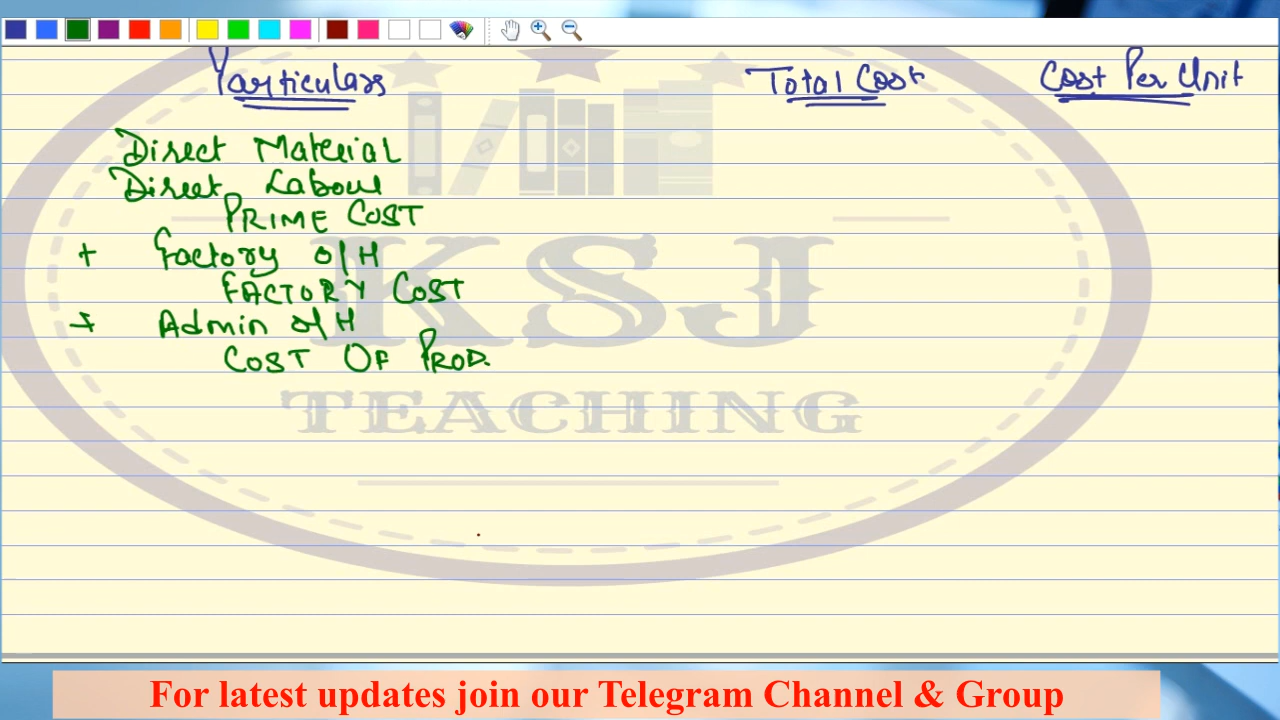 Particulars Total Cost Cost Per Unit
Direct Material
Direct Labour
PRIME COST
+ Factory O/H
FACTORY COST
+ Admin O/H
COST OF PROD.
KSJ
TEACHING
For latest updates join our Telegram Channel & Group